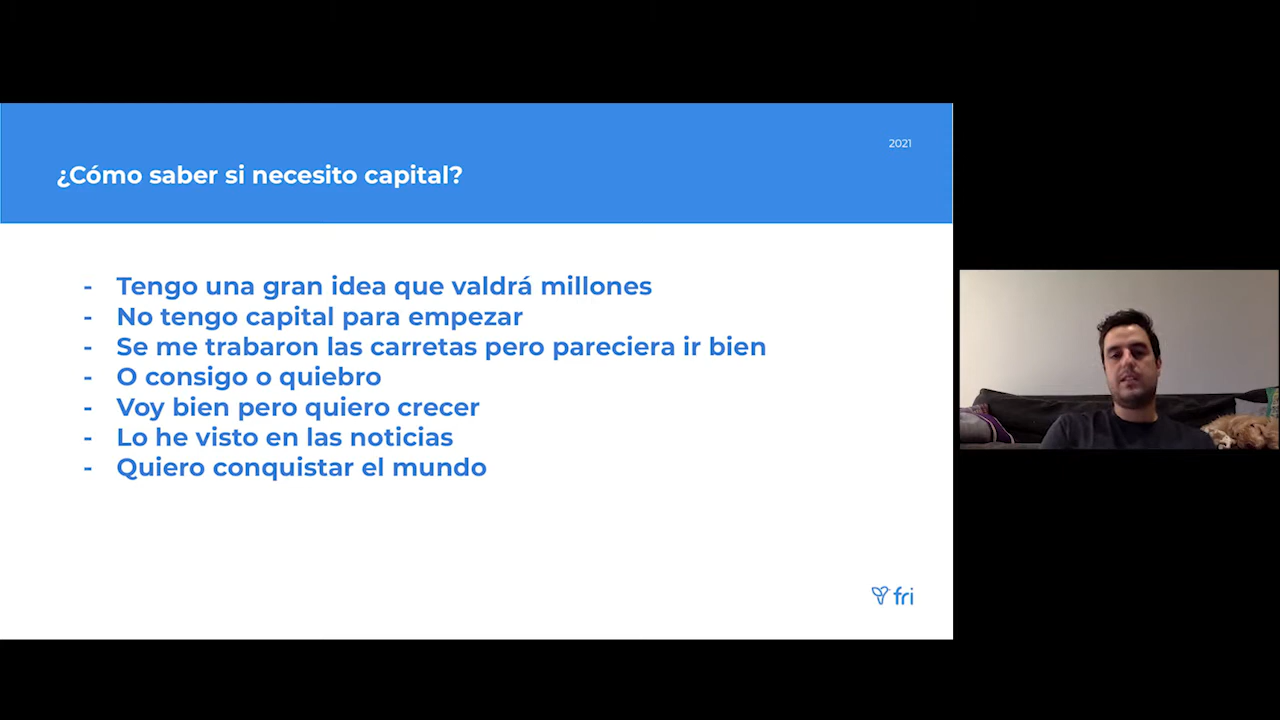 2021
¿Cómo saber si necesito capital?
- Tengo una gran idea que valdrá millones
- No tengo capital para empezar
- Se me trabaron las carretas pero pareciera ir bien
- O consigo o quiebro
- Voy bien pero quiero crecer
- Lo he visto en las noticias
- Quiero conquistar el mundo
fri